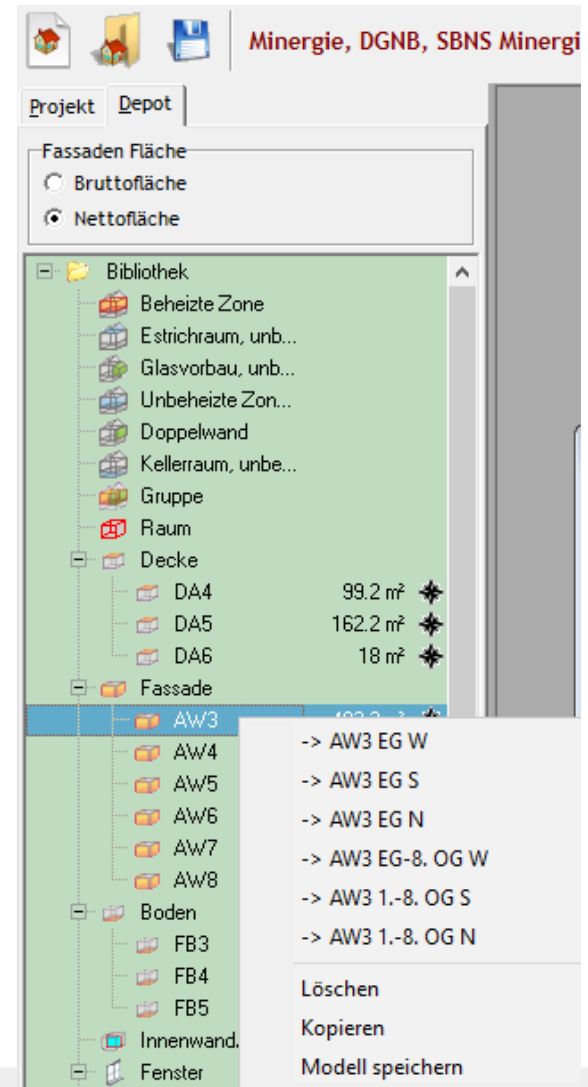 Minergie, DGNB, SBNS Minergi
Projekt Depot
Fassaden Fläche
Bruttofläche
Nettofläche
Bibliothek
Beheizte Zone
Estrichraum, unb...
Glasvorbau, unb...
Unbeheizte Zon...
Doppelwand
Kellerraum, unbe...
Gruppe
Raum
Decke
DA4 99.2 m²
DA5 162.2 m²
DA6 18 m²
Fassade
AW3
AW4
AW5
AW6
AW7
AW8
Boden
FB3
FB4
FB5
Innenwand.
Fenster
-> AW3 EG W
-> AW3 EG S
-> AW3 EG N
-> AW3 EG-8. OG W
-> AW3 1.-8. OG S
-> AW3 1.-8. OG N
Löschen
Kopieren
Modell speichern